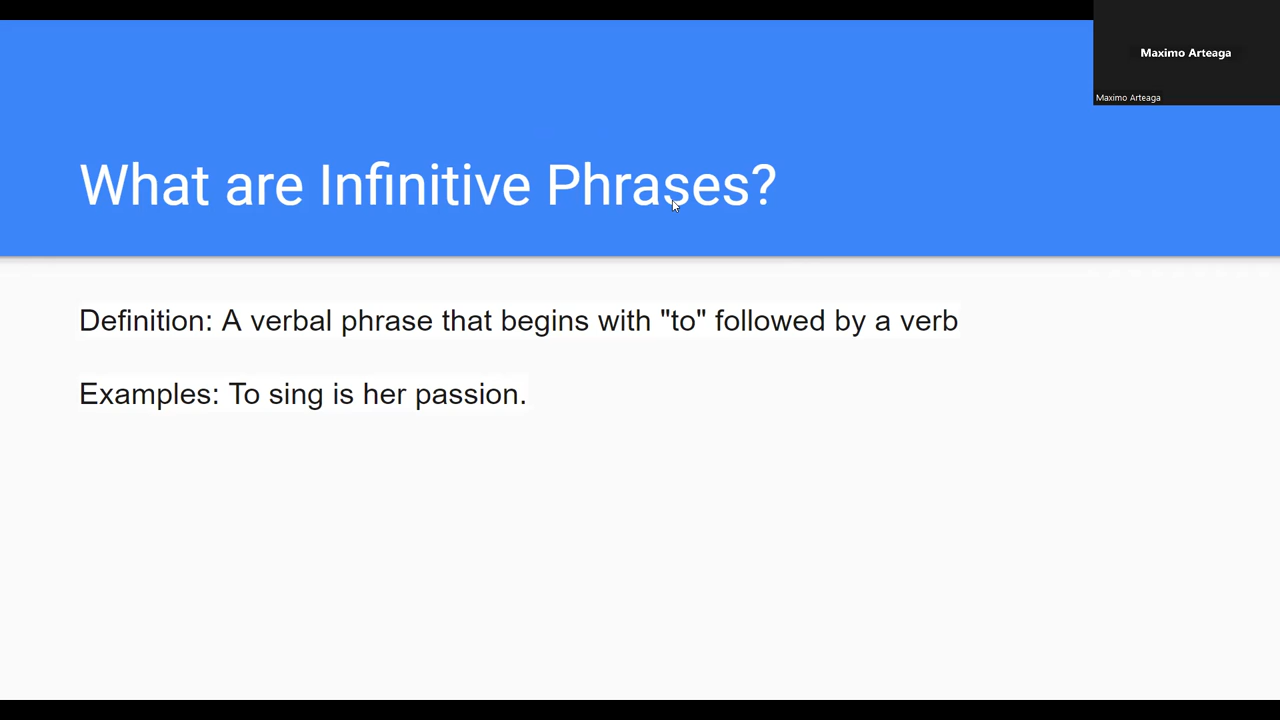 Maximo Arteaga
Maximo Arteaga
What are Infinitive Phrases?
Definition: A verbal phrase that begins with "to" followed by a verb
Examples: To sing is her passion.